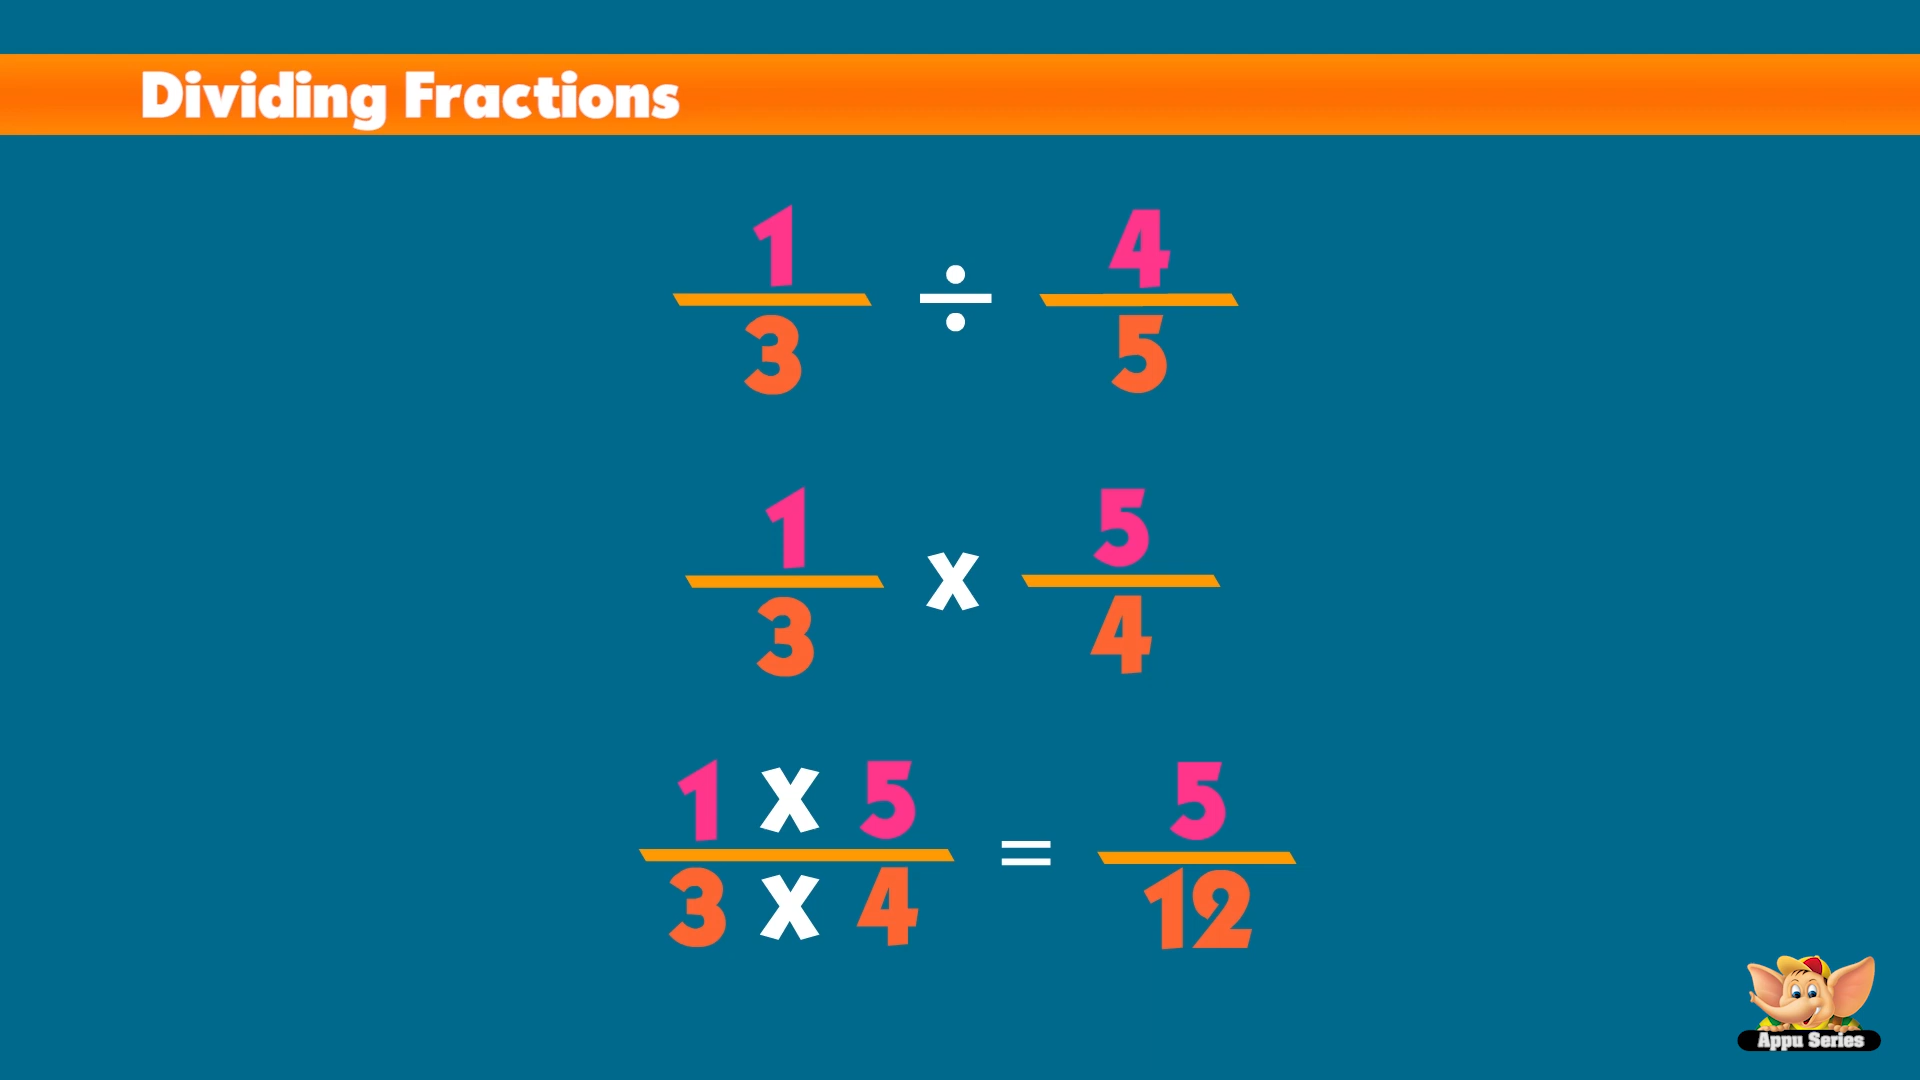 Dividing Fractions
1/3 ÷ 4/5
1/3 x 5/4
1 x 5 / 3 x 4 = 5/12
Appu Series